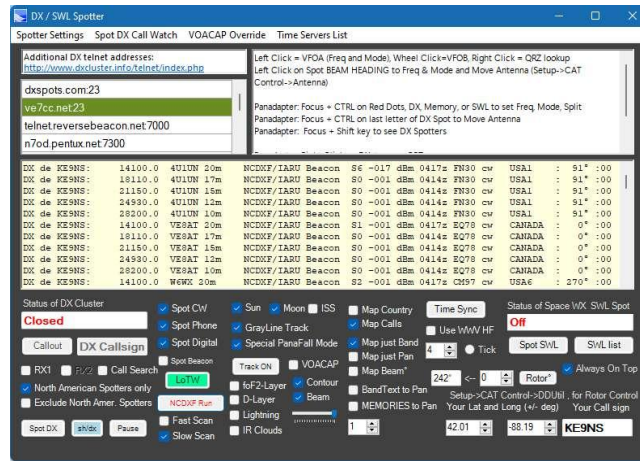 DX / SWL Spotter
Spotter Settings Spot DX Call Watch VOACAP Override Time Servers List
Additional DX telnet addresses:
http://www.dxcluster.info/telnet/index.php
dxspots.com:23
ve7cc.net:23
telnet.reversebeacon.net:7000
n7od.pentux.net:7300
Left Click = VFOA (Freq and Mode), Wheel Click=VFOB, Right Click = QRZ lookup
Left Click on Spot BEAM HEADING to Freq & Mode and Move Antenna (Setup->CAT
Control->Antenna)
Panadapter: Focus + CTRL on Red Dots, DX, Memory, or SWL to set Freq, Mode, Split
Panadapter: Focus + CTRL on last letter of DX Spot to Move Antenna
Panadapter: Focus + Shift key to see DX Spotters
DX de KE9NS: 14100.0 4U1UN 20m NCDXF/IARU Beacon S6 -017 dBm 0417z FN30 cw USA1 : 91° :00
DX de KE9NS: 18110.0 4U1UN 17m NCDXF/IARU Beacon S0 -001 dBm 0414z FN30 cw USA1 : 91° :00
DX de KE9NS: 21150.0 4U1UN 15m NCDXF/IARU Beacon S0 -001 dBm 0414z FN30 cw USA1 : 91° :00
DX de KE9NS: 24930.0 4U1UN 12m NCDXF/IARU Beacon S0 -001 dBm 0414z FN30 cw USA1 : 91° :00
DX de KE9NS: 28200.0 4U1UN 10m NCDXF/IARU Beacon S0 -001 dBm 0414z FN30 cw USA1 : 91° :00
DX de KE9NS: 14100.0 VE8AT 20m NCDXF/IARU Beacon S1 -001 dBm 0417z EQ78 cw CANADA : 0° :00
DX de KE9NS: 18110.0 VE8AT 17m NCDXF/IARU Beacon S0 -001 dBm 0414z EQ78 cw CANADA : 0° :00
DX de KE9NS: 21150.0 VE8AT 15m NCDXF/IARU Beacon S0 -001 dBm 0414z EQ78 cw CANADA : 0° :00
DX de KE9NS: 24930.0 VE8AT 12m NCDXF/IARU Beacon S0 -001 dBm 0414z EQ78 cw CANADA : 0° :00
DX de KE9NS: 28200.0 VE8AT 10m NCDXF/IARU Beacon S0 -001 dBm 0414z EQ78 cw CANADA : 0° :00
DX de KE9NS: 14100.0 W6WX 20m NCDXF/IARU Beacon S2 -001 dBm 0417z CM97 cw USA6 : 270° :00
Status of DX Cluster
Closed
Callout DX Callsign
RX1 RX2 Call Search
North American Spotters only
Exclude North Amer. Spotters
Spot DX sh/dx Pause
Spot CW
Spot Phone
Spot Digital
Spot Beacon
LoTW
NCDXF Run
Fast Scan
Slow Scan
Sun Moon ISS
GrayLine Track
Special PanaFall Mode
Track ON VOACAP
foF2-Layer Contour
D-Layer Beam
Lightning
IR Clouds
Map Country
Map Calls
Map just Band
Map just Pan
Map Beam°
BandText to Pan
MEMORIES to Pan
1
Time Sync
Use WWV HF
4 Tick
242° <-- 0 Rotor°
Status of Space WX SWL Spot
Off
Spot SWL SWL list
Always On Top
Setup->CAT Control->DDUtil , for Rotor Control
Your Lat and Long (+/- deg) Your Call sign
42.01 -88.19 KE9NS